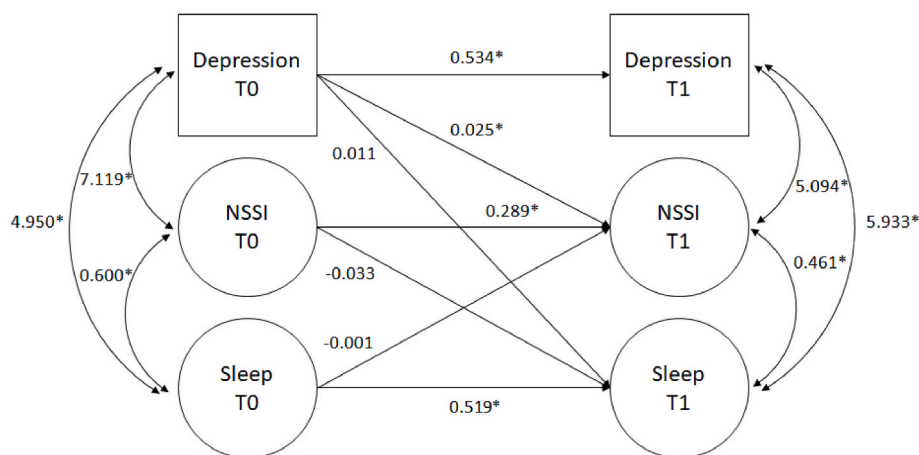 Depression
T0
0.534*
Depression
T1
0.025*
0.011
7.119*
5.094*
4.950*
NSSI
T0
0.289*
NSSI
T1
5.933*
0.600*
-0.033
0.461*
-0.001
Sleep
T0
0.519*
Sleep
T1